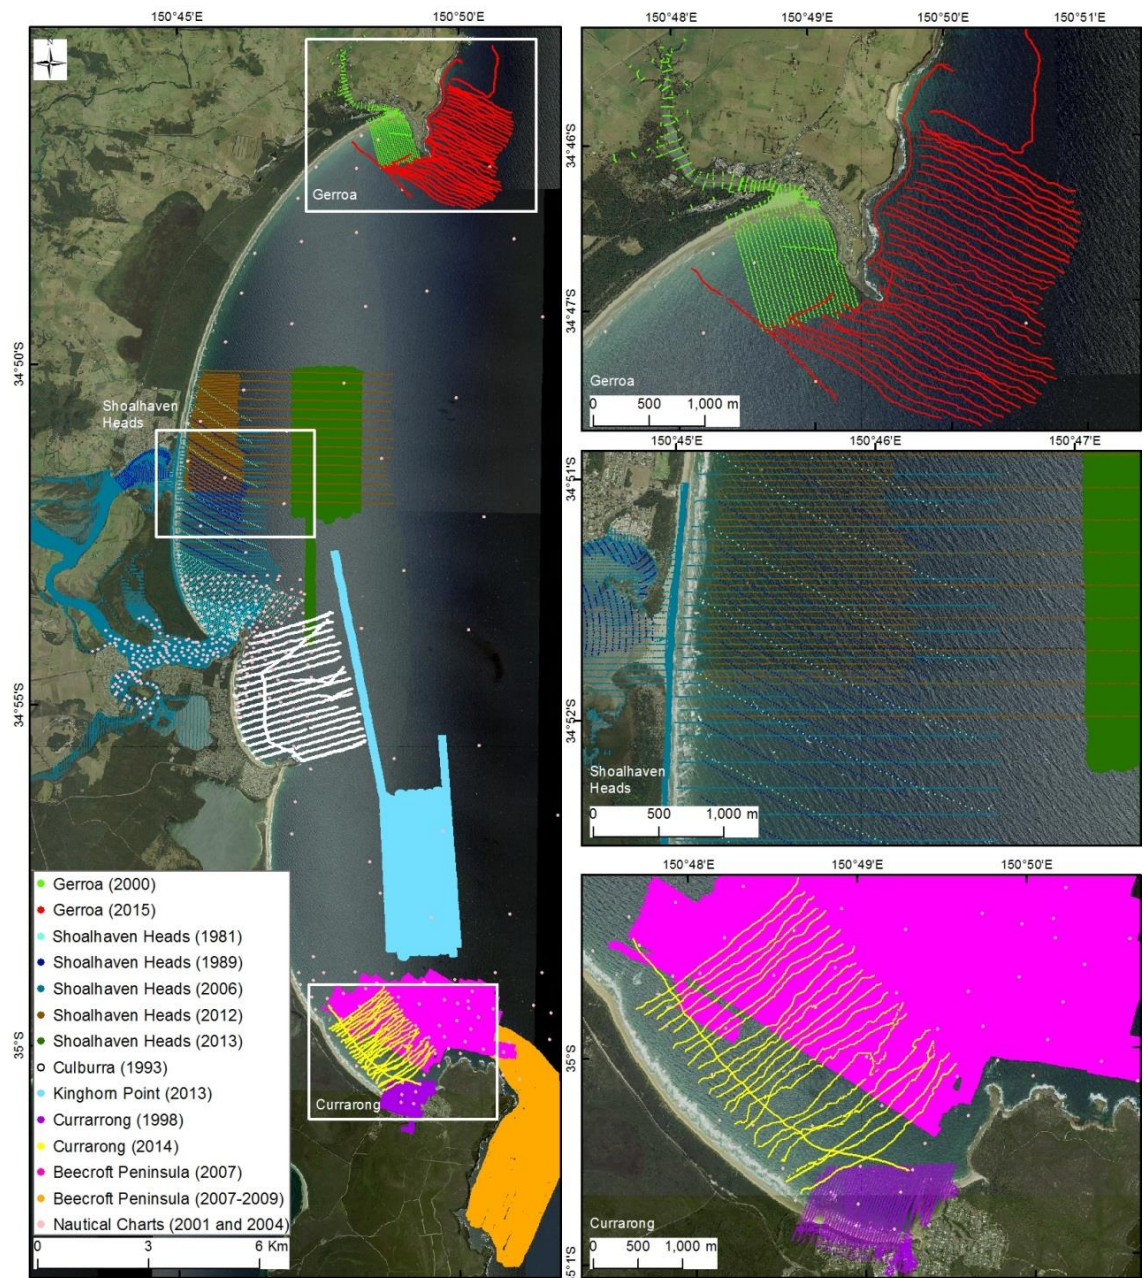 150°45'E
150°50'E
34°50'S
34°55'S
35°S
35°1'S
Gerroa
Shoalhaven
Heads
Currarong
Gerroa (2000)
Gerroa (2015)
Shoalhaven Heads (1981)
Shoalhaven Heads (1989)
Shoalhaven Heads (2006)
Shoalhaven Heads (2012)
Shoalhaven Heads (2013)
Culburra (1993)
Kinghorn Point (2013)
Currarrong (1998)
Currarong (2014)
Beecroft Peninsula (2007)
Beecroft Peninsula (2007-2009)
Nautical Charts (2001 and 2004)
0 3 6 Km
150°48'E
150°49'E
150°50'E
150°51'E
34°46'S
34°47'S
Gerroa
0 500 1,000 m
150°45'E
150°46'E
150°47'E
34°51'S
34°52'S
Shoalhaven
Heads
0 500 1,000 m
150°48'E
150°49'E
150°50'E
35°S
Currarong
0 500 1,000 m